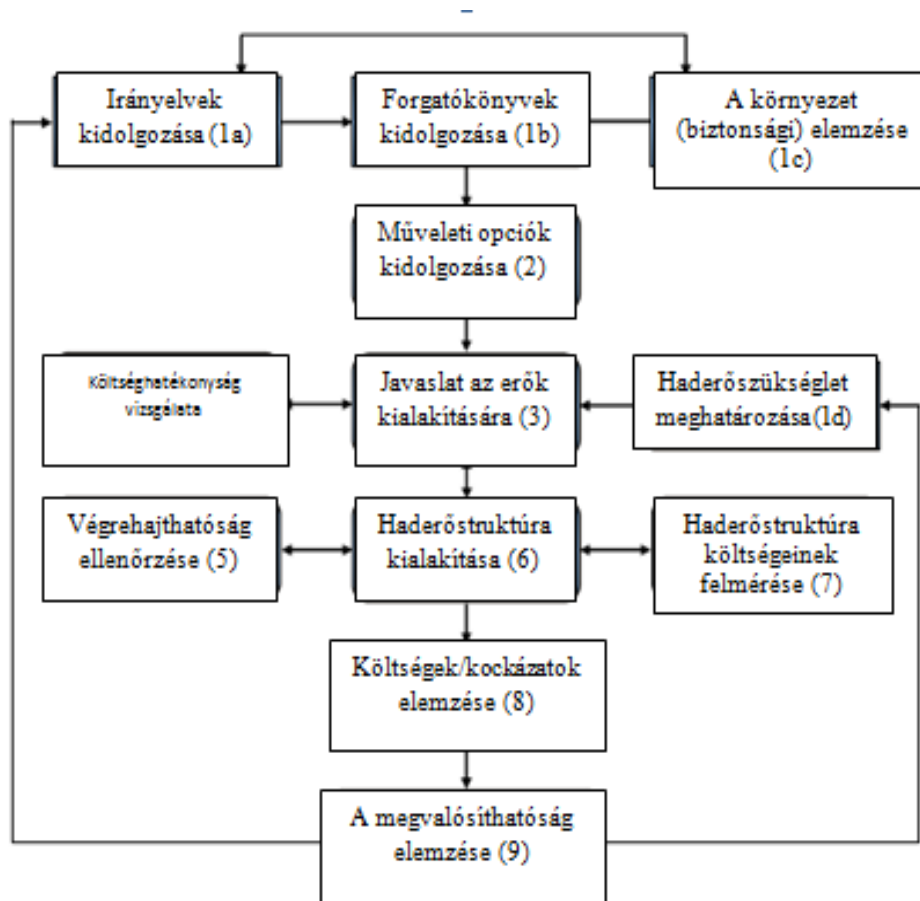 Irányelvek
kidolgozása (1a)
Forgatókönyvek
kidolgozása (1b)
A környezet
(biztonsági) elemzése
(1c)
Műveleti opciók
kidolgozása (2)
Költséghatékonyság
vizsgálata
Javaslat az erők
kialakítására (3)
Haderőszükséglet
meghatározása(1d)
Végrehajthatóság
ellenőrzése (5)
Haderőstruktúra
kialakítása (6)
Haderőstruktúra
költségeinek
felmérése (7)
Költségek/kockázatok
elemzése (8)
A megvalósíthatóság
elemzése (9)